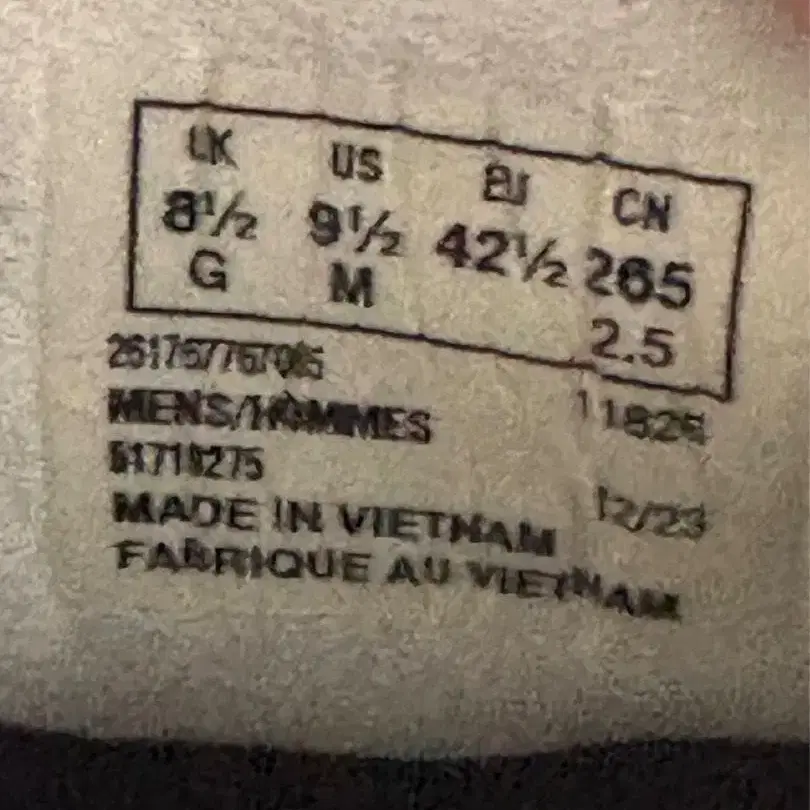 UK US EU CN
8½ 9½ 42½ 265
G M 2.5
MENS/HOMMES
12/23
MADE IN VIETNAM
FABRIQUE AU VIETNAM